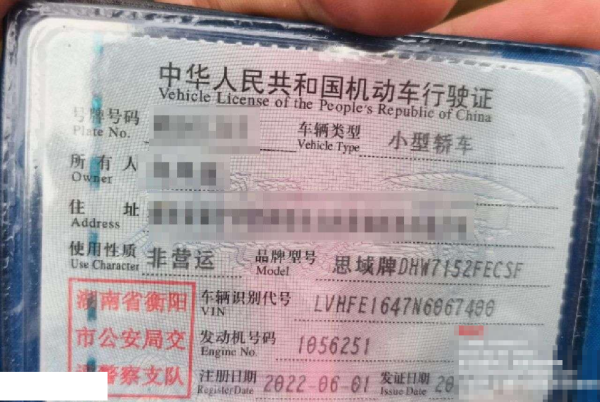 中华人民共和国机动车行驶证
Vehicle License of the People's Republic of China
号牌号码 车辆类型 小型轿车
Plate No. Vehicle Type
所有人
Owner
住址
Address
使用性质 非营运 品牌型号 思域牌DHW7152FECSF
Use Character Model
湖南省衡阳
市公安局交
警察支队
车辆识别代号 LVHFE1647N6067400
VIN
发动机号码 1056251
Engine No.
注册日期 2022-06-01 发证日期 20
Register Date Issue Date